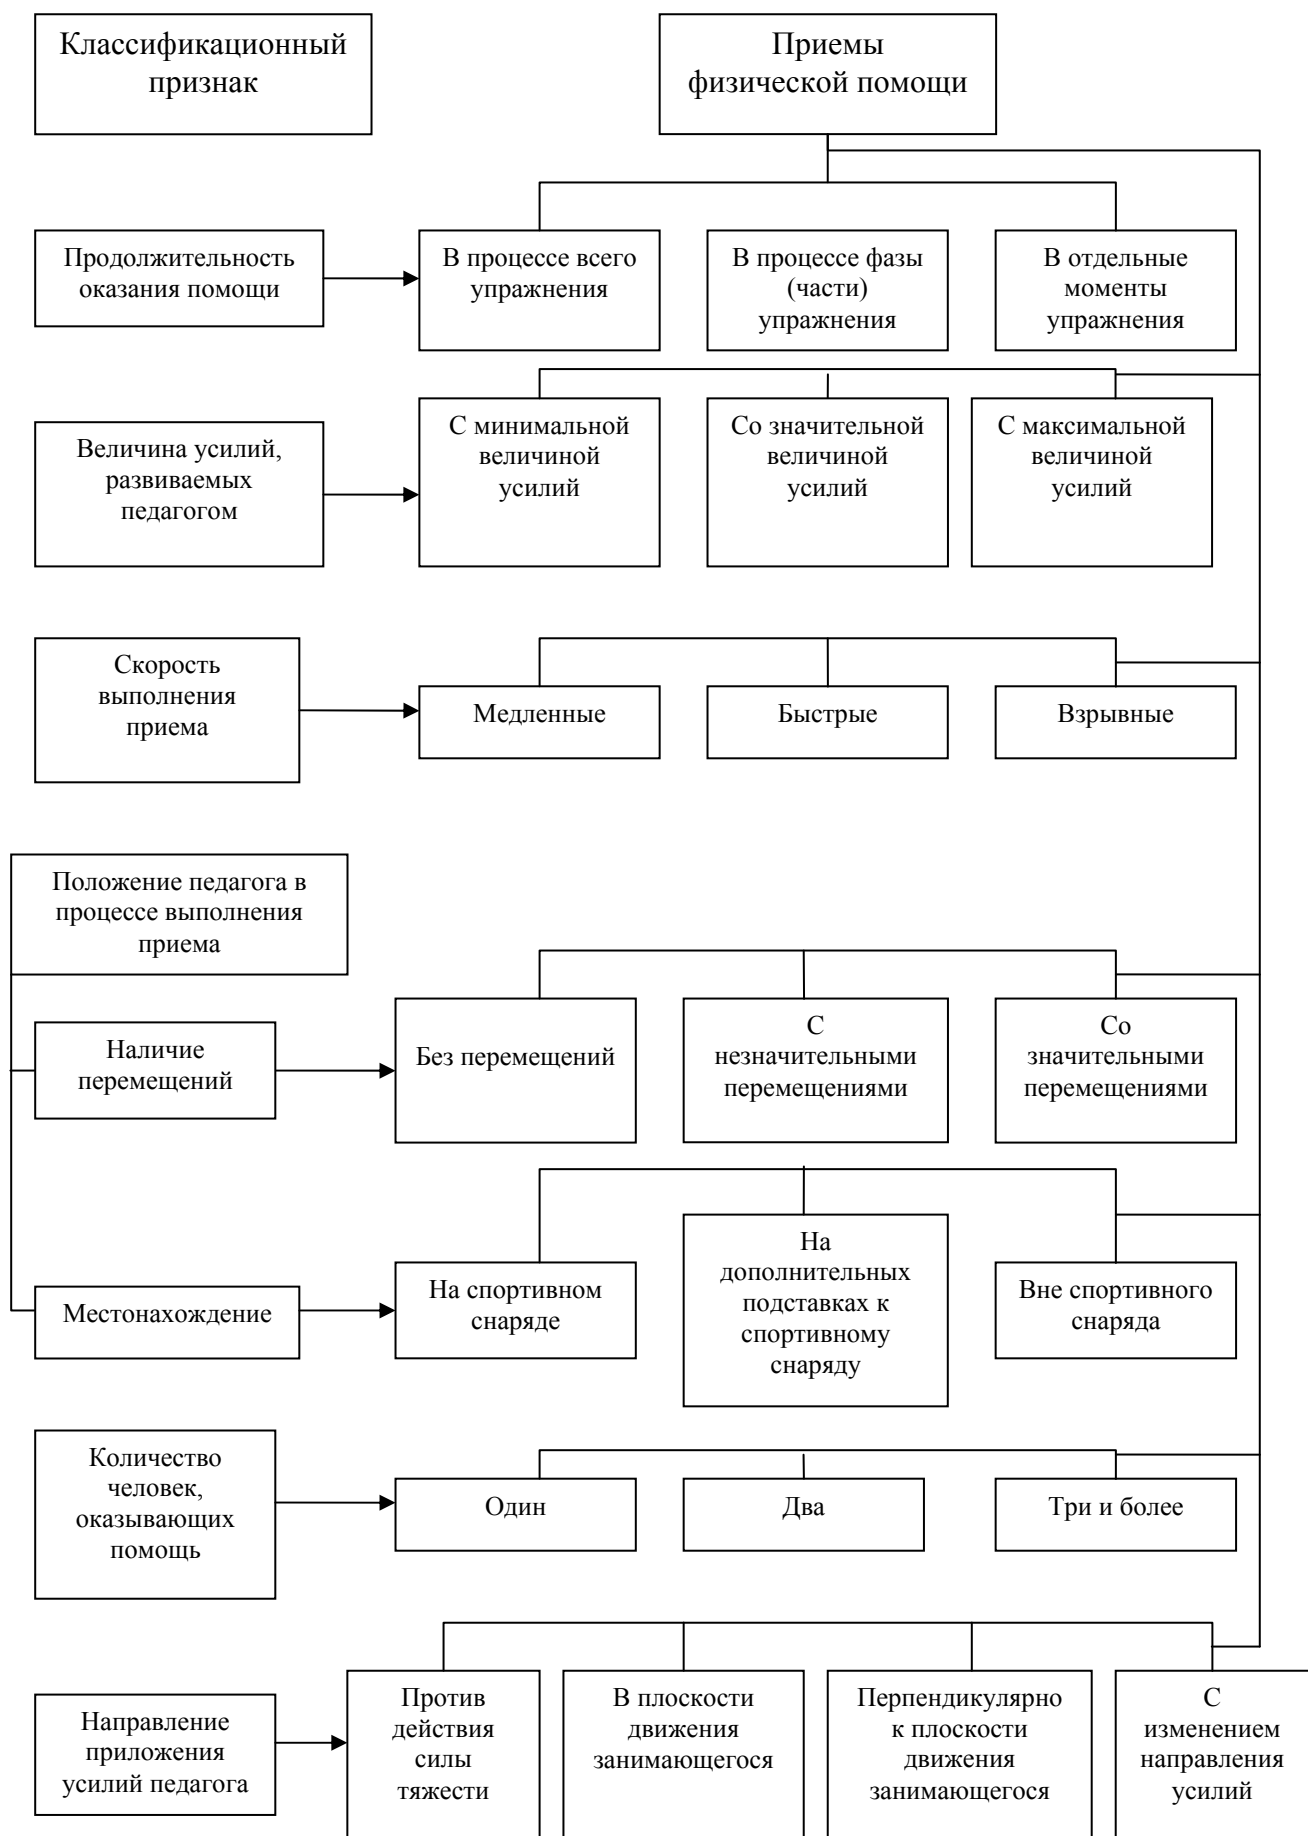 Классификационный
признак
Приемы
физической помощи
Продолжительность
оказания помощи
В процессе всего
упражнения
В процессе фазы
(части)
упражнения
В отдельные
моменты
упражнения
Величина усилий,
развиваемых
педагогом
С минимальной
величиной
усилий
Со значительной
величиной
усилий
С максимальной
величиной
усилий
Скорость
выполнения
приема
Медленные
Быстрые
Взрывные
Положение педагога в
процессе выполнения
приема
Наличие
перемещений
Без перемещений
С
незначительными
перемещениями
Со
значительными
перемещениями
Местонахождение
На спортивном
снаряде
На
дополнительных
подставках к
спортивному
снаряду
Вне спортивного
снаряда
Количество
человек,
оказывающих
помощь
Один
Два
Три и более
Направление
приложения
усилий педагога
Против
действия
силы
тяжести
В плоскости
движения
занимающегося
Перпендикулярно
к плоскости
движения
занимающегося
С
изменением
направления
усилий